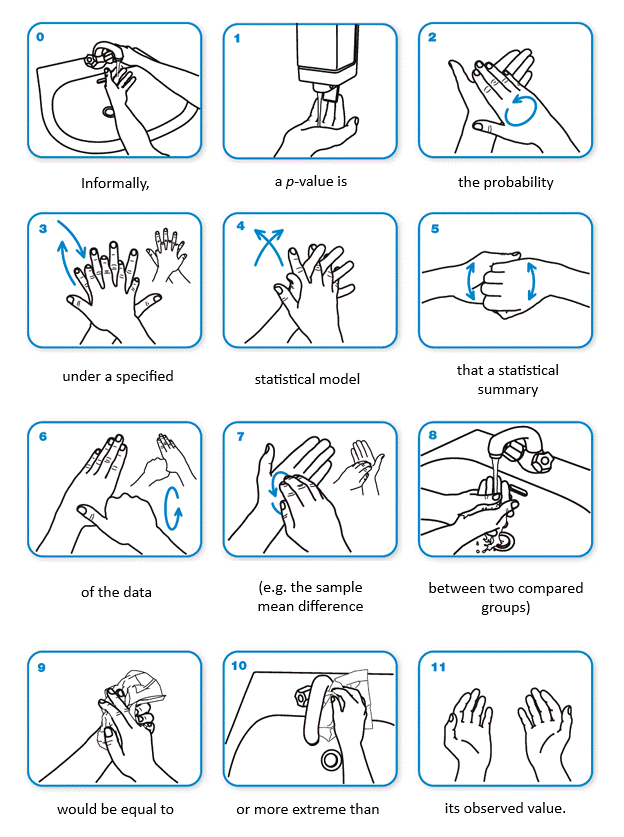 0
Informally,
1
a p-value is
2
the probability
3
under a specified
4
statistical model
5
that a statistical
summary
6
of the data
7
(e.g. the sample
mean difference
8
between two compared
groups)
9
would be equal to
10
or more extreme than
11
its observed value.